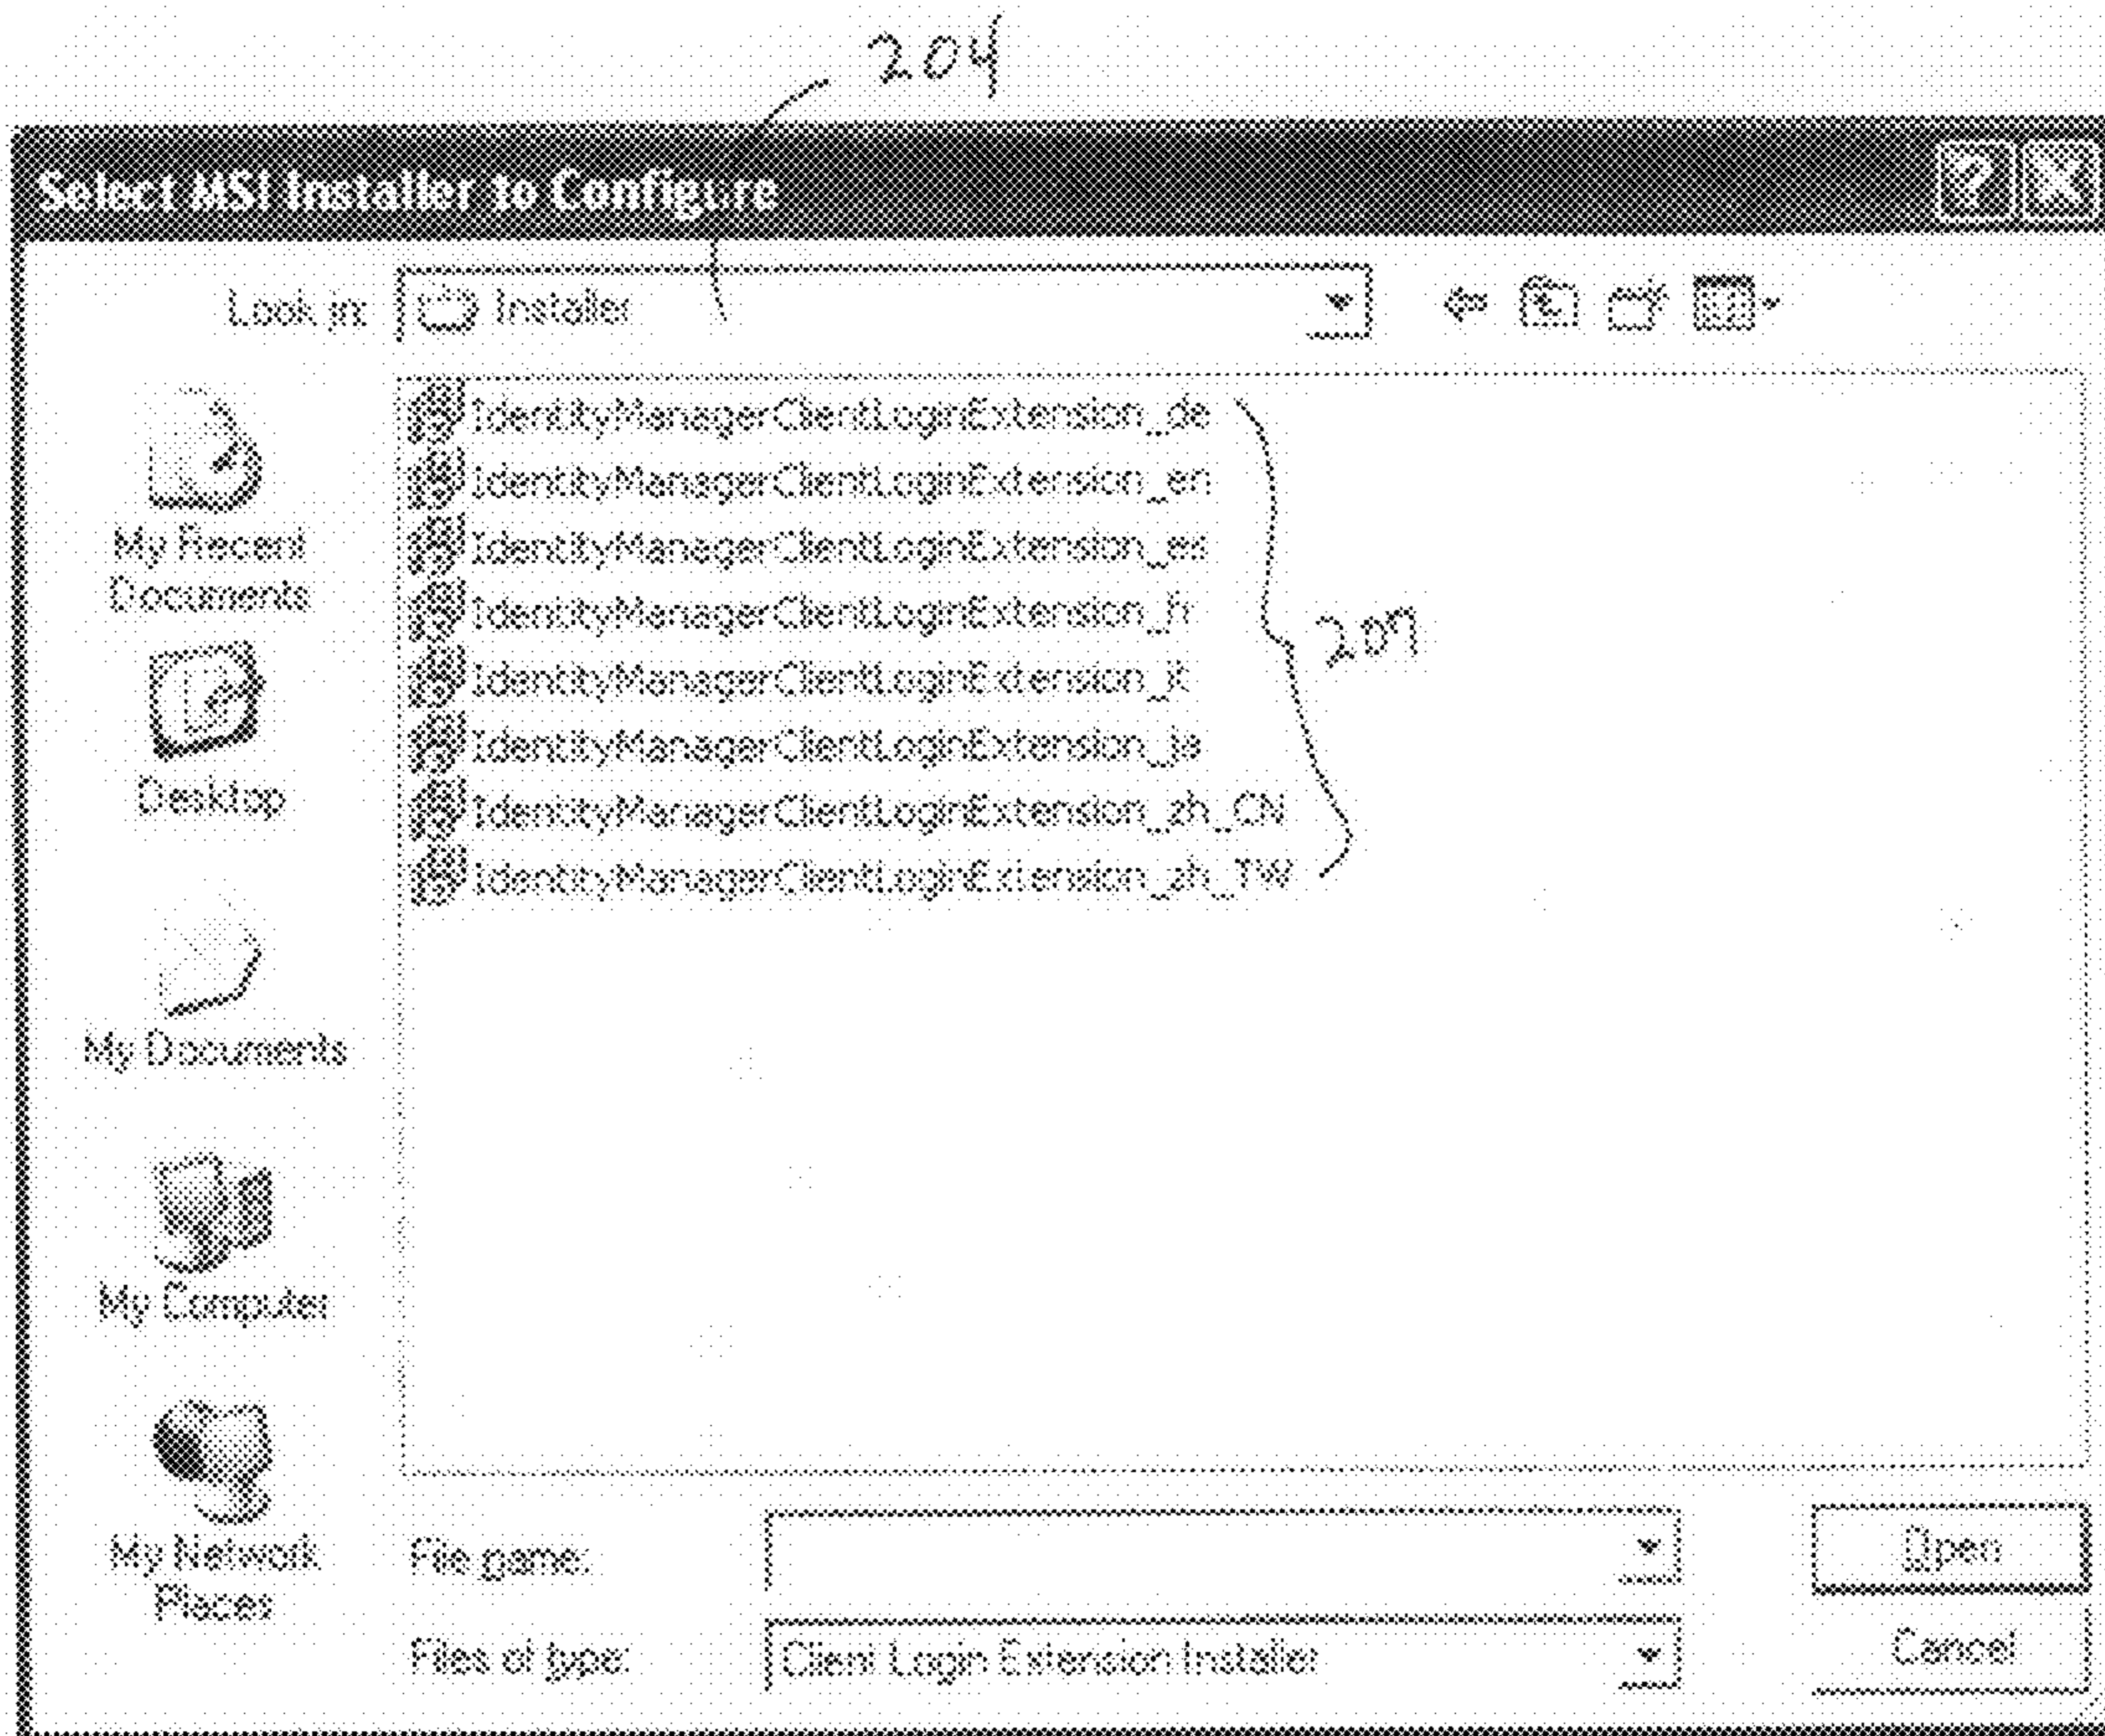 204
Select MSI Installer to Configure
Look in: Installer
IdentityManagerClientLoginExtension_de
IdentityManagerClientLoginExtension_en
IdentityManagerClientLoginExtension_es
IdentityManagerClientLoginExtension_fr
IdentityManagerClientLoginExtension_it
IdentityManagerClientLoginExtension_ja
IdentityManagerClientLoginExtension_zh_CN
IdentityManagerClientLoginExtension_zh_TW
My Recent
Documents
Desktop
My Documents
My Computer
My Network
Places
File name:
Open
Files of type: Client Login Extension Installer
Cancel